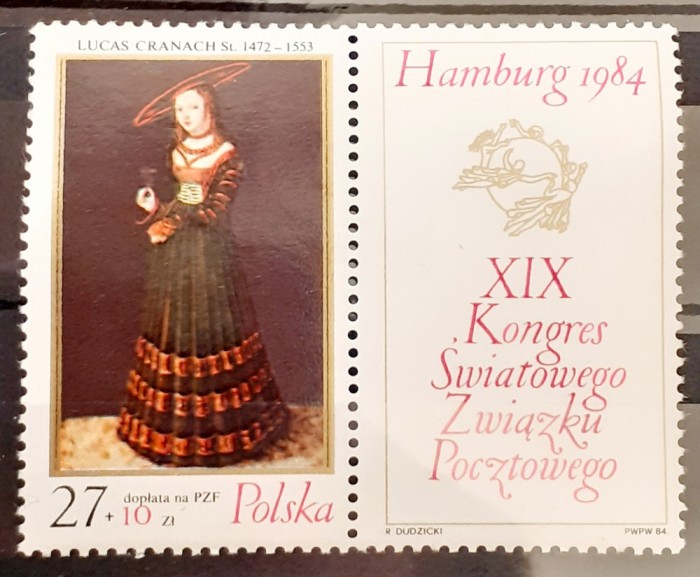 LUCAS CRANACH St. 1472–1553
27 + 10 Zł
dopłata na PZF
Polska
Hamburg 1984
XIX
Kongres
Światowego
Związku
Pocztowego
R DUDZICKI
PWPW 84.